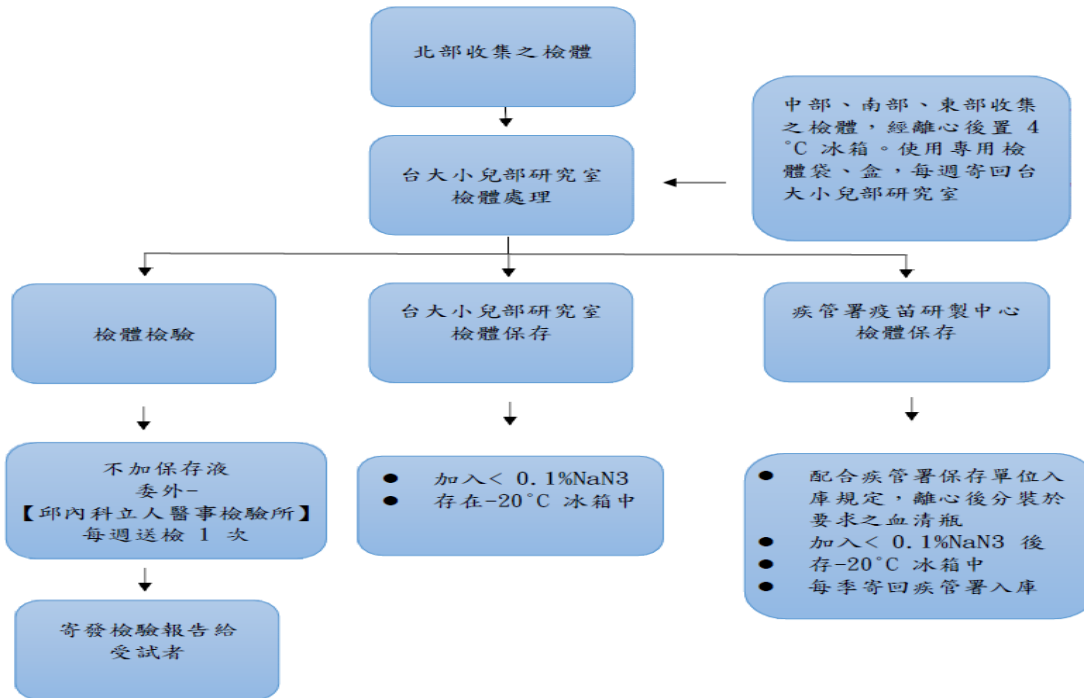 北部收集之檢體
中部、南部、東部收集
之檢體，經離心後置 4
°C 冰箱。使用專用檢
體袋、盒，每週寄回台
大小兒部研究室
台大小兒部研究室
檢體處理
檢體檢驗
台大小兒部研究室
檢體保存
疾管署疫苗研製中心
檢體保存
不加保存液
委外-
【邱內科立人醫事檢驗所】
每週送檢 1 次
● 加入< 0.1%NaN3
● 存在-20°C 冰箱中
● 配合疾管署保存單位入
庫規定，離心後分裝於
要求之血清瓶
● 加入< 0.1%NaN3 後
● 存-20°C 冰箱中
● 每季寄回疾管署入庫
寄發檢驗報告給
受試者